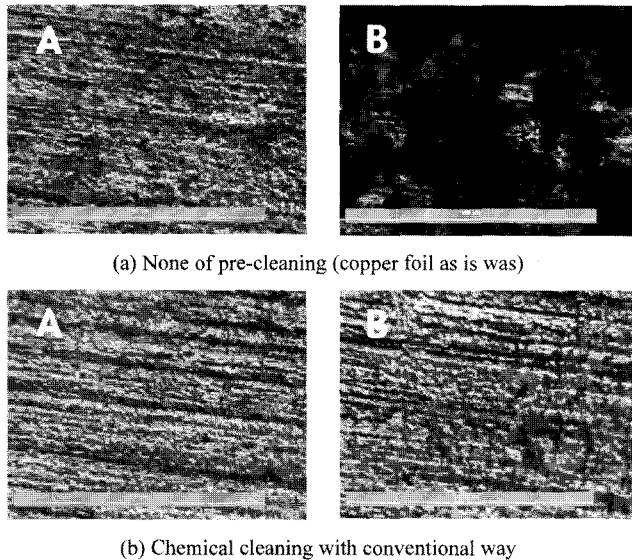 A B
(a) None of pre-cleaning (copper foil as is was)
A B
(b) Chemical cleaning with conventional way